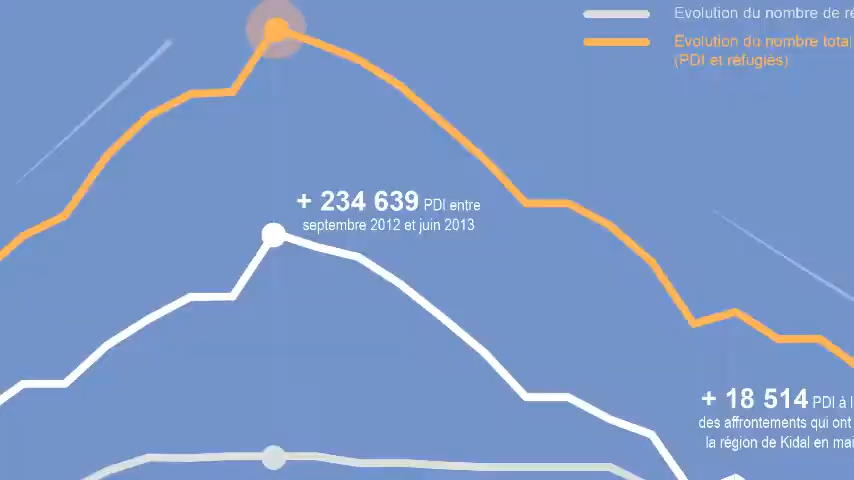 Evolution du nombre de
Evolution du nombre total
(PDI et réfugiés)
+ 234 639 PDI entre
septembre 2012 et juin 2013
+ 18 514 PDI à
des affrontements qui ont
la région de Kidal en mai